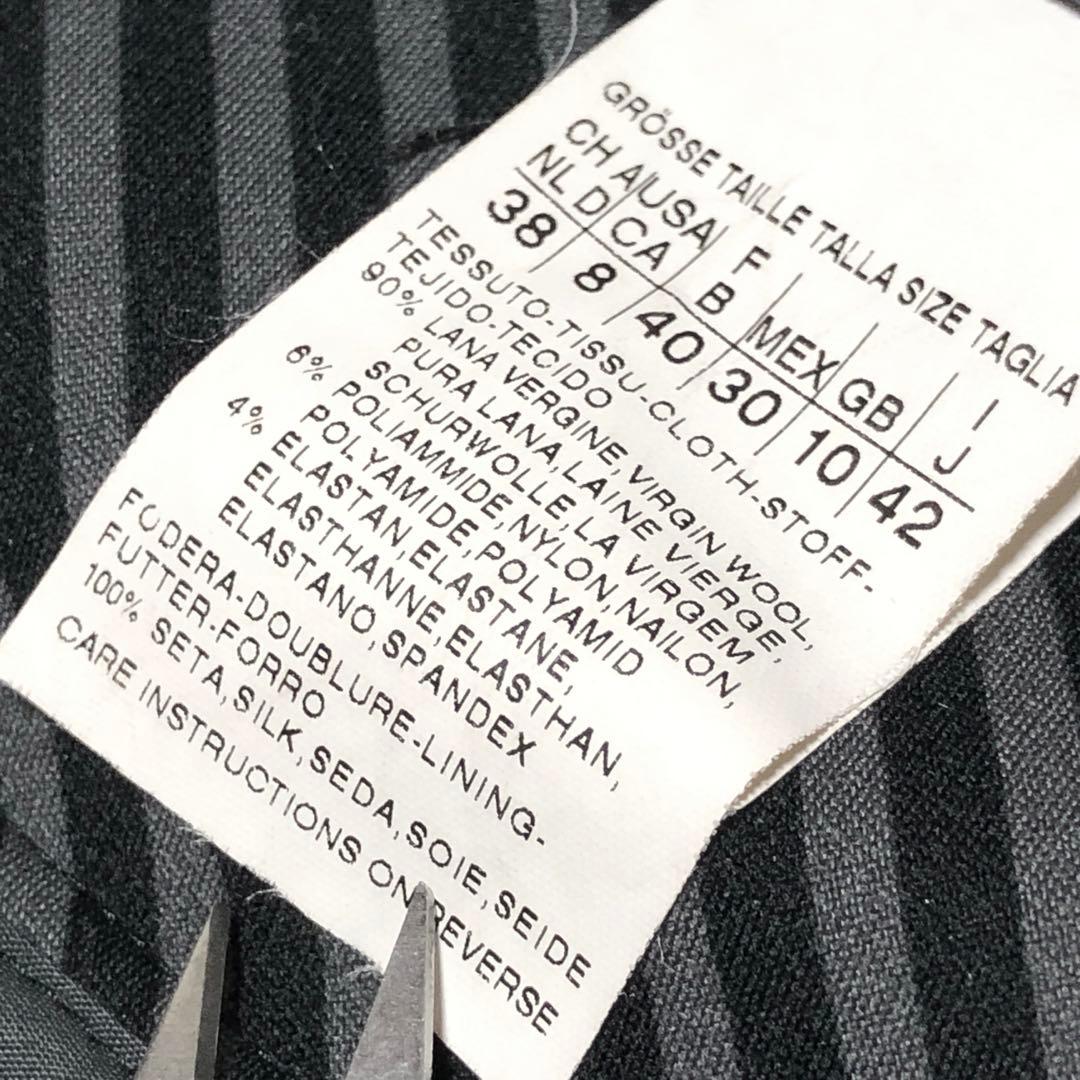 GRÖSSE TAILLE TALLA SIZE TAGLIA
CH A USA F MEX GB I
NL D CA B J
38 8 40 30 10 42
TESSUTO-TISSU-CLOTH-STOFF-
TEJIDO-TECIDO
90% LANA VERGINE, VIRGIN WOOL,
PURA LANA, LAINE VIERGE,
SCHURWOLLE, LA VIRGEM
6% POLIAMMIDE, NYLON, NAILON,
POLYAMIDE, POLYAMID
4% ELASTAN, ELASTANE,
ELASTHANNE, ELASTHAN,
ELASTANO, SPANDEX
FODERA-DOUBLURE-LINING-
FUTTER-FORRO
100% SETA, SILK, SEDA, SOIE, SEIDE
CARE INSTRUCTIONS ON REVERSE